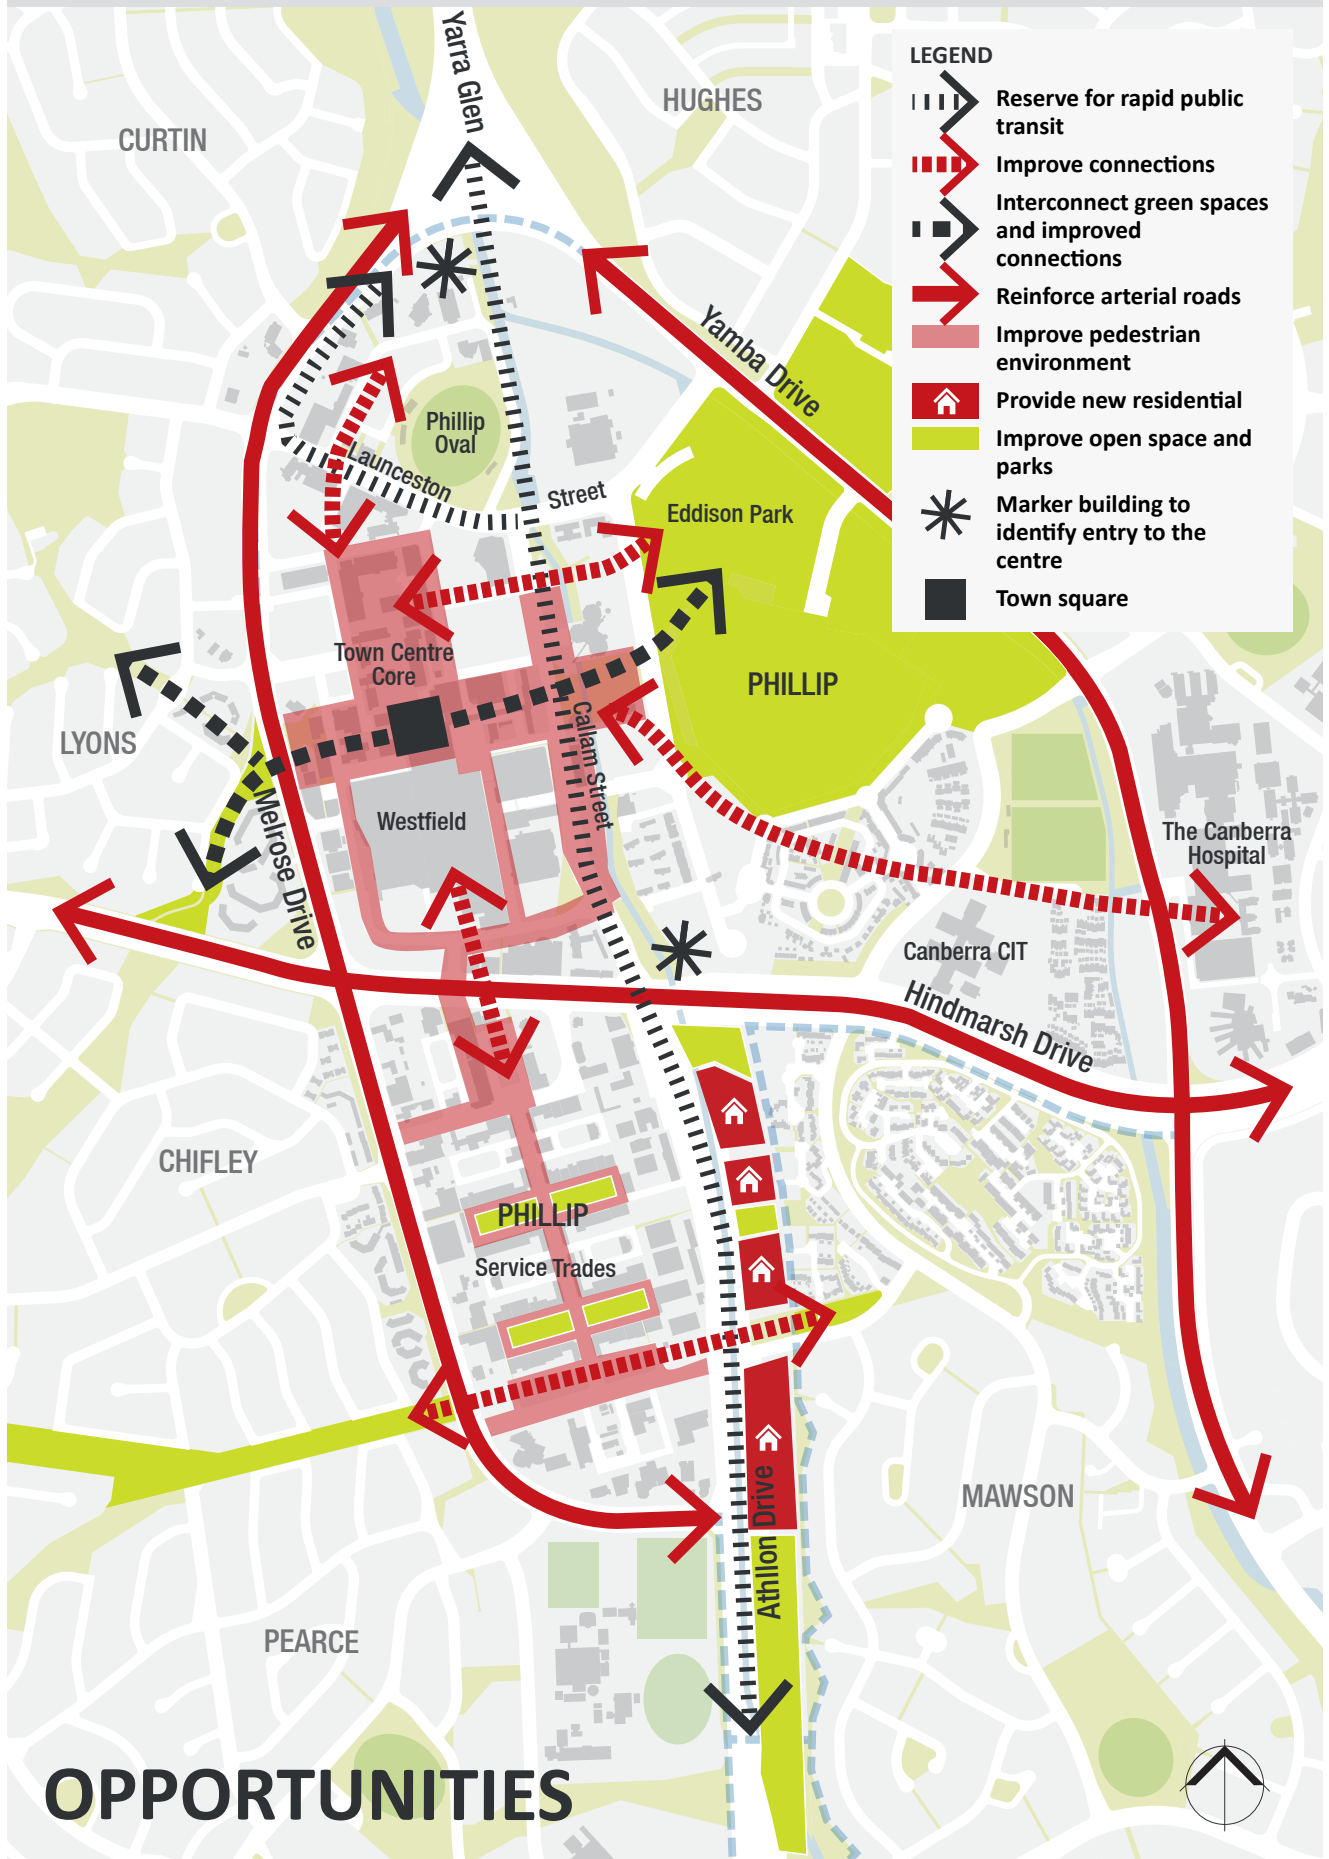 Yarra Glen
HUGHES
CURTIN
LEGEND
Reserve for rapid public
transit
Improve connections
Interconnect green spaces
and improved
connections
Reinforce arterial roads
Improve pedestrian
environment
Provide new residential
Improve open space and
parks
Marker building to
identify entry to the
centre
Town square
Yamba Drive
Phillip
Oval
Launceston
Street
Eddison Park
Town Centre
Core
PHILLIP
LYONS
Callam Street
Melrose Drive
Westfield
The Canberra
Hospital
Canberra CIT
Hindmarsh Drive
CHIFLEY
PHILLIP
Service Trades
MAWSON
Athllon Drive
PEARCE
OPPORTUNITIES